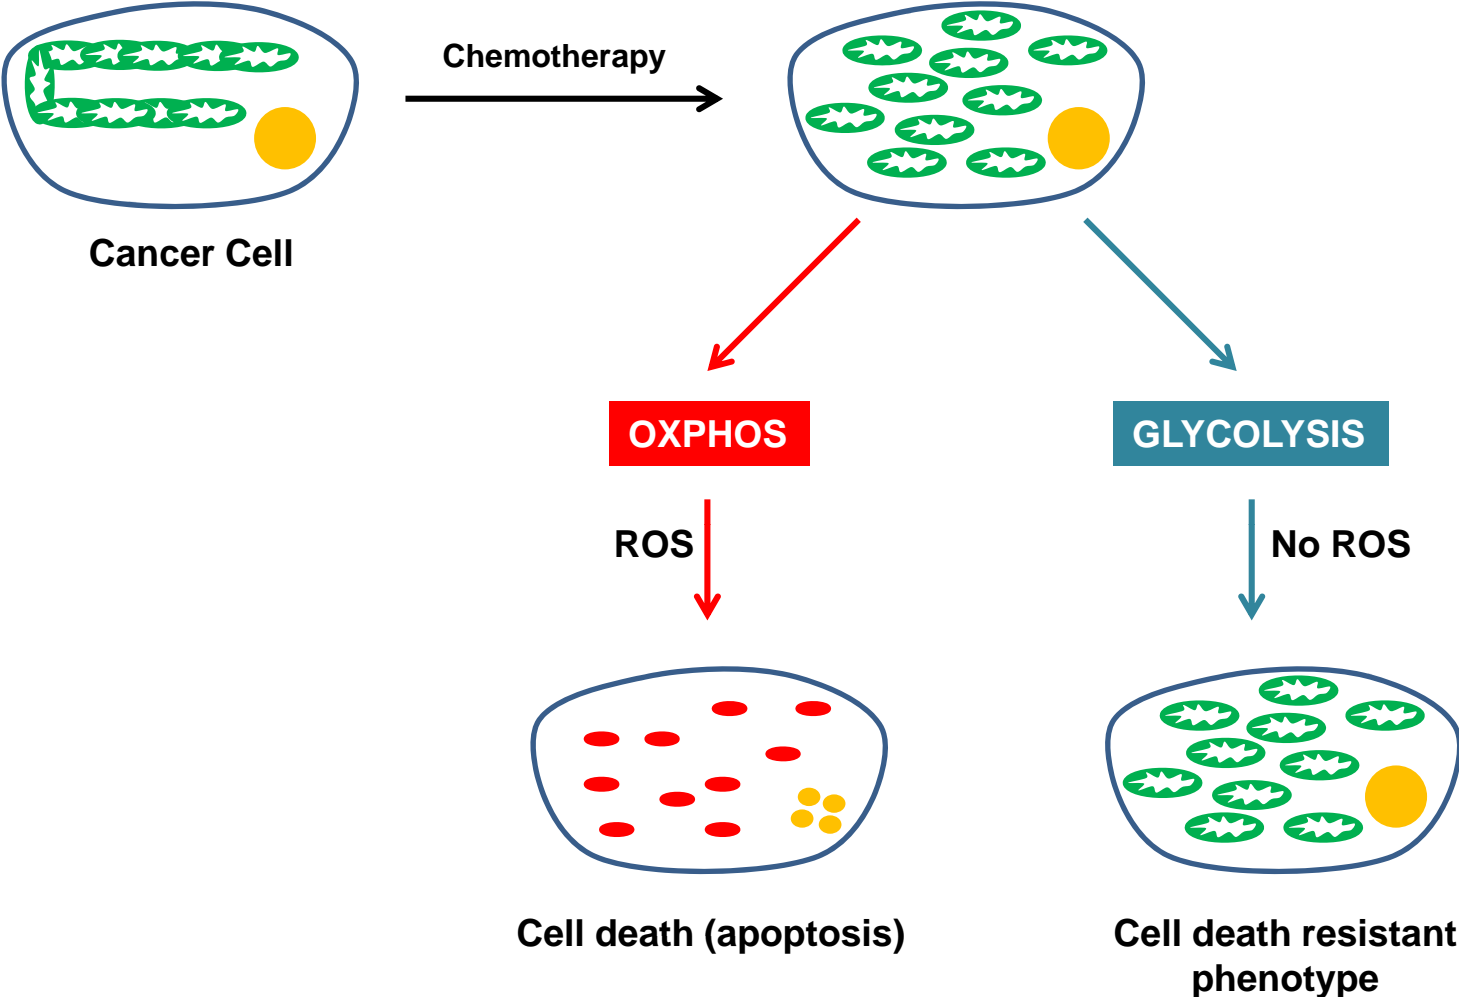 Chemotherapy
Cancer Cell
OXPHOS
GLYCOLYSIS
ROS
No ROS
Cell death (apoptosis)
Cell death resistant
phenotype